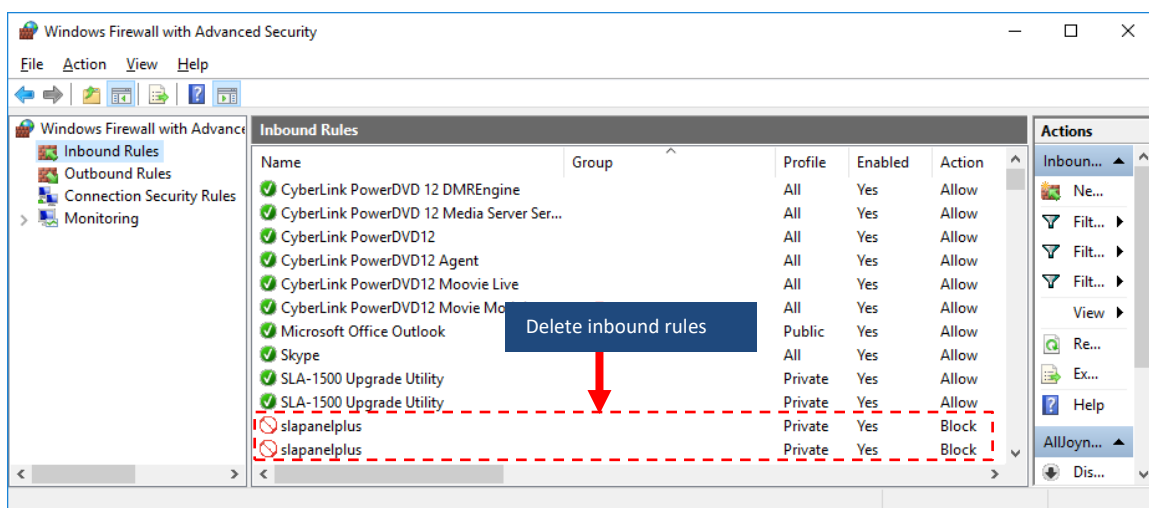 Windows Firewall with Advanced Security
File Action View Help
Windows Firewall with Advance
Inbound Rules
Outbound Rules
Connection Security Rules
Monitoring
Inbound Rules
Name Group Profile Enabled Action
CyberLink PowerDVD 12 DMREngine All Yes Allow
CyberLink PowerDVD 12 Media Server Ser... All Yes Allow
CyberLink PowerDVD12 All Yes Allow
CyberLink PowerDVD12 Agent All Yes Allow
CyberLink PowerDVD12 Moovie Live All Yes Allow
CyberLink PowerDVD12 Movie Mo All Yes Allow
Microsoft Office Outlook Public Yes Allow
Skype All Yes Allow
SLA-1500 Upgrade Utility Private Yes Allow
SLA-1500 Upgrade Utility Private Yes Allow
slapanelplus Private Yes Block
slapanelplus Private Yes Block
Delete inbound rules
Actions
Inboun...
Ne...
Filt...
Filt...
Filt...
View
Re...
Ex...
Help
AllJoyn...
Dis...